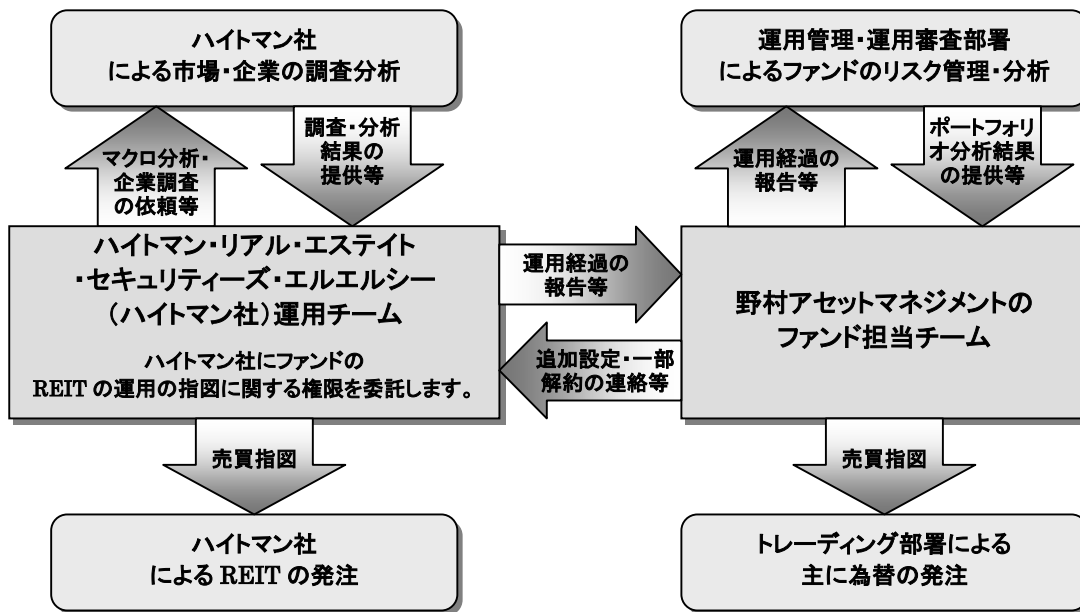 ハイトマン社
による市場・企業の調査分析
運用管理・運用審査部署
によるファンドのリスク管理・分析
マクロ分析・
企業調査
の依頼等
調査・分析
結果の
提供等
運用経過の
報告等
ポートフォリ
オ分析結果
の提供等
ハイトマン・リアル・エステイト
・セキュリティーズ・エルエルシー
（ハイトマン社）運用チーム
ハイトマン社にファンドの
REIT の運用の指図に関する権限を委託します。
運用経過の
報告等
追加設定・一部
解約の連絡等
野村アセットマネジメントの
ファンド担当チーム
売買指図
売買指図
ハイトマン社
による REIT の発注
トレーディング部署による
主に為替の発注